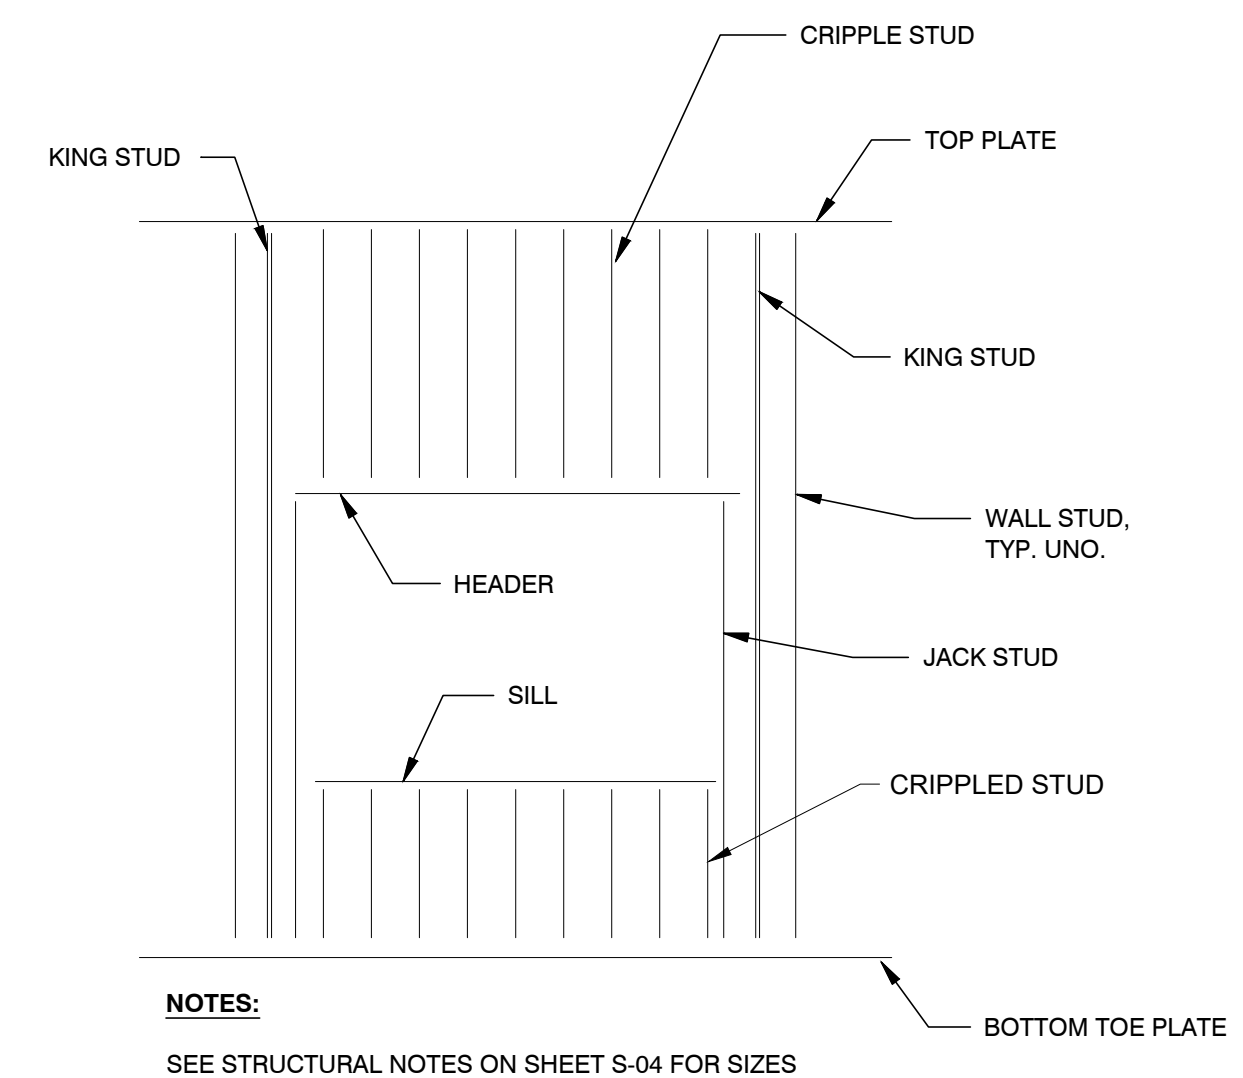 CRIPPLE STUD
TOP PLATE
KING STUD
KING STUD
WALL STUD,
TYP. UNO.
HEADER
JACK STUD
SILL
CRIPPLED STUD
NOTES:
BOTTOM TOE PLATE
SEE STRUCTURAL NOTES ON SHEET S-04 FOR SIZES